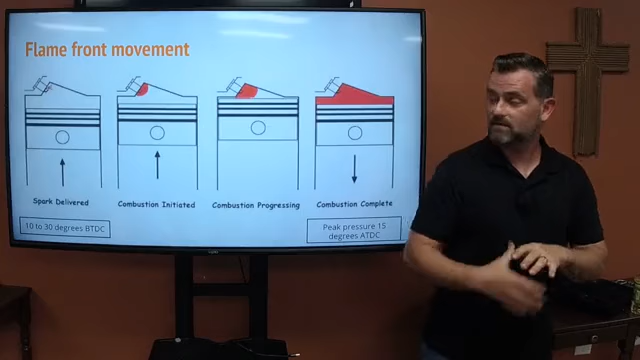 Flame front movement
Spark Delivered
Combustion Initiated
Combustion Progressing
Combustion Complete
10 to 30 degrees BTDC
Peak pressure 15
degrees ATDC